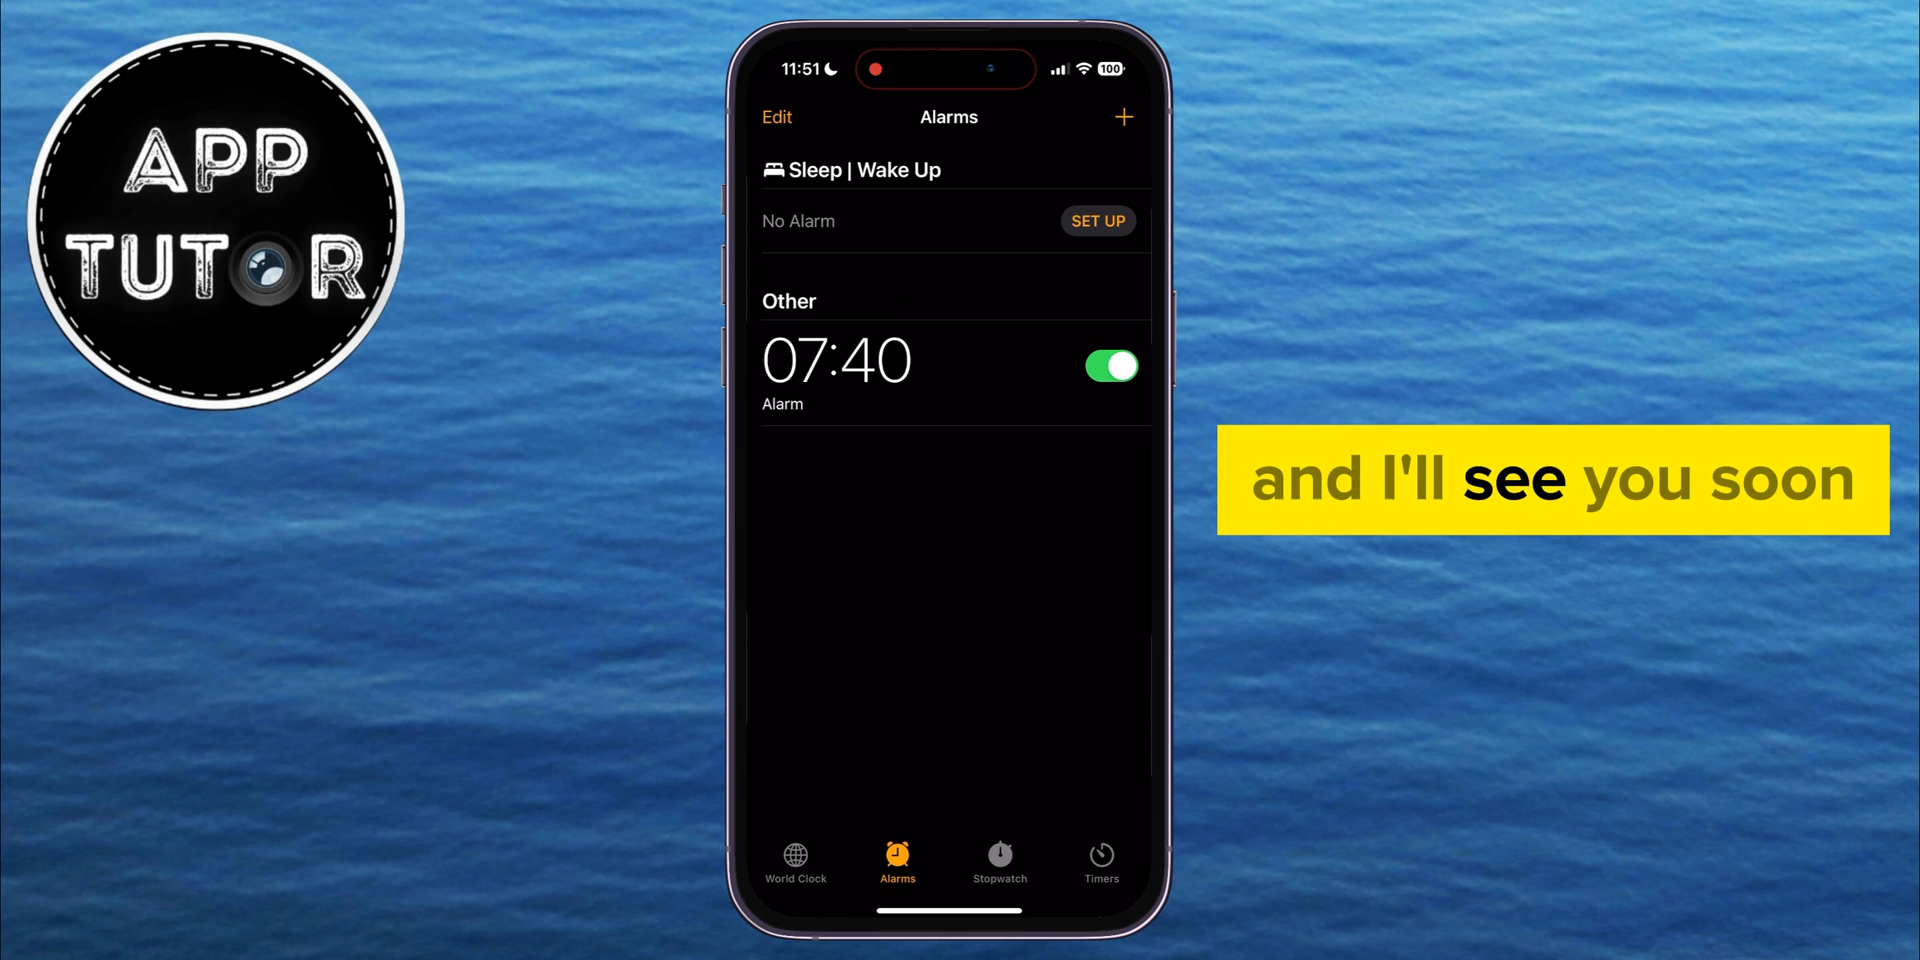 APP
TUTOR
11:51
100
Edit
Alarms
Sleep | Wake Up
No Alarm
SET UP
Other
07:40
Alarm
and I'll see you soon
World Clock
Alarms
Stopwatch
Timers